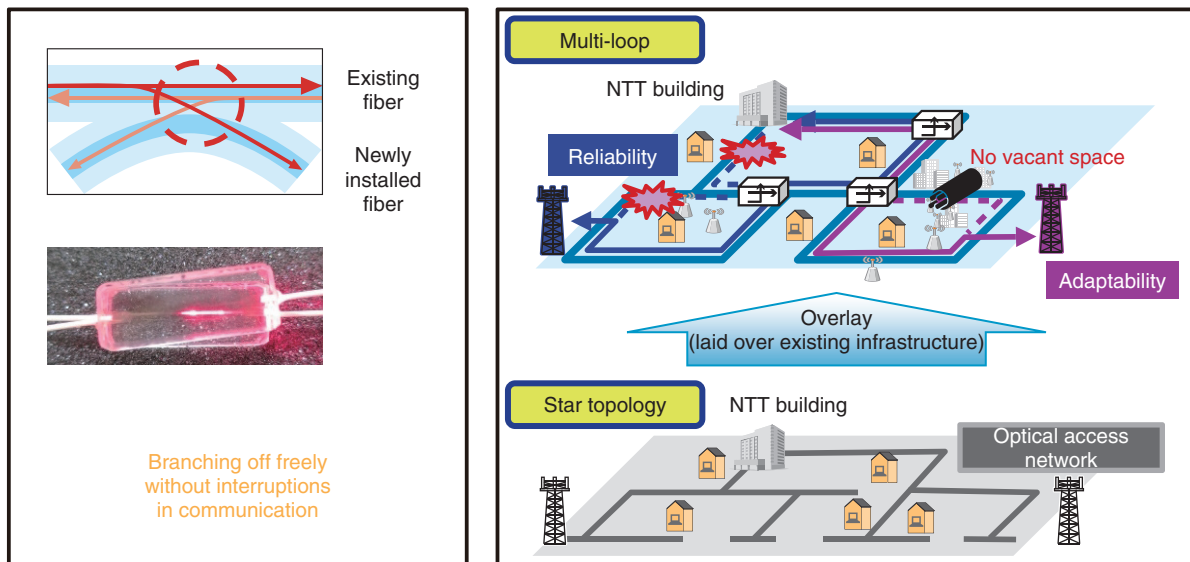 Existing
fiber
Newly
installed
fiber
Branching off freely
without interruptions
in communication
Multi-loop
NTT building
Reliability
No vacant space
Adaptability
Overlay
(laid over existing infrastructure)
Star topology
NTT building
Optical access
network